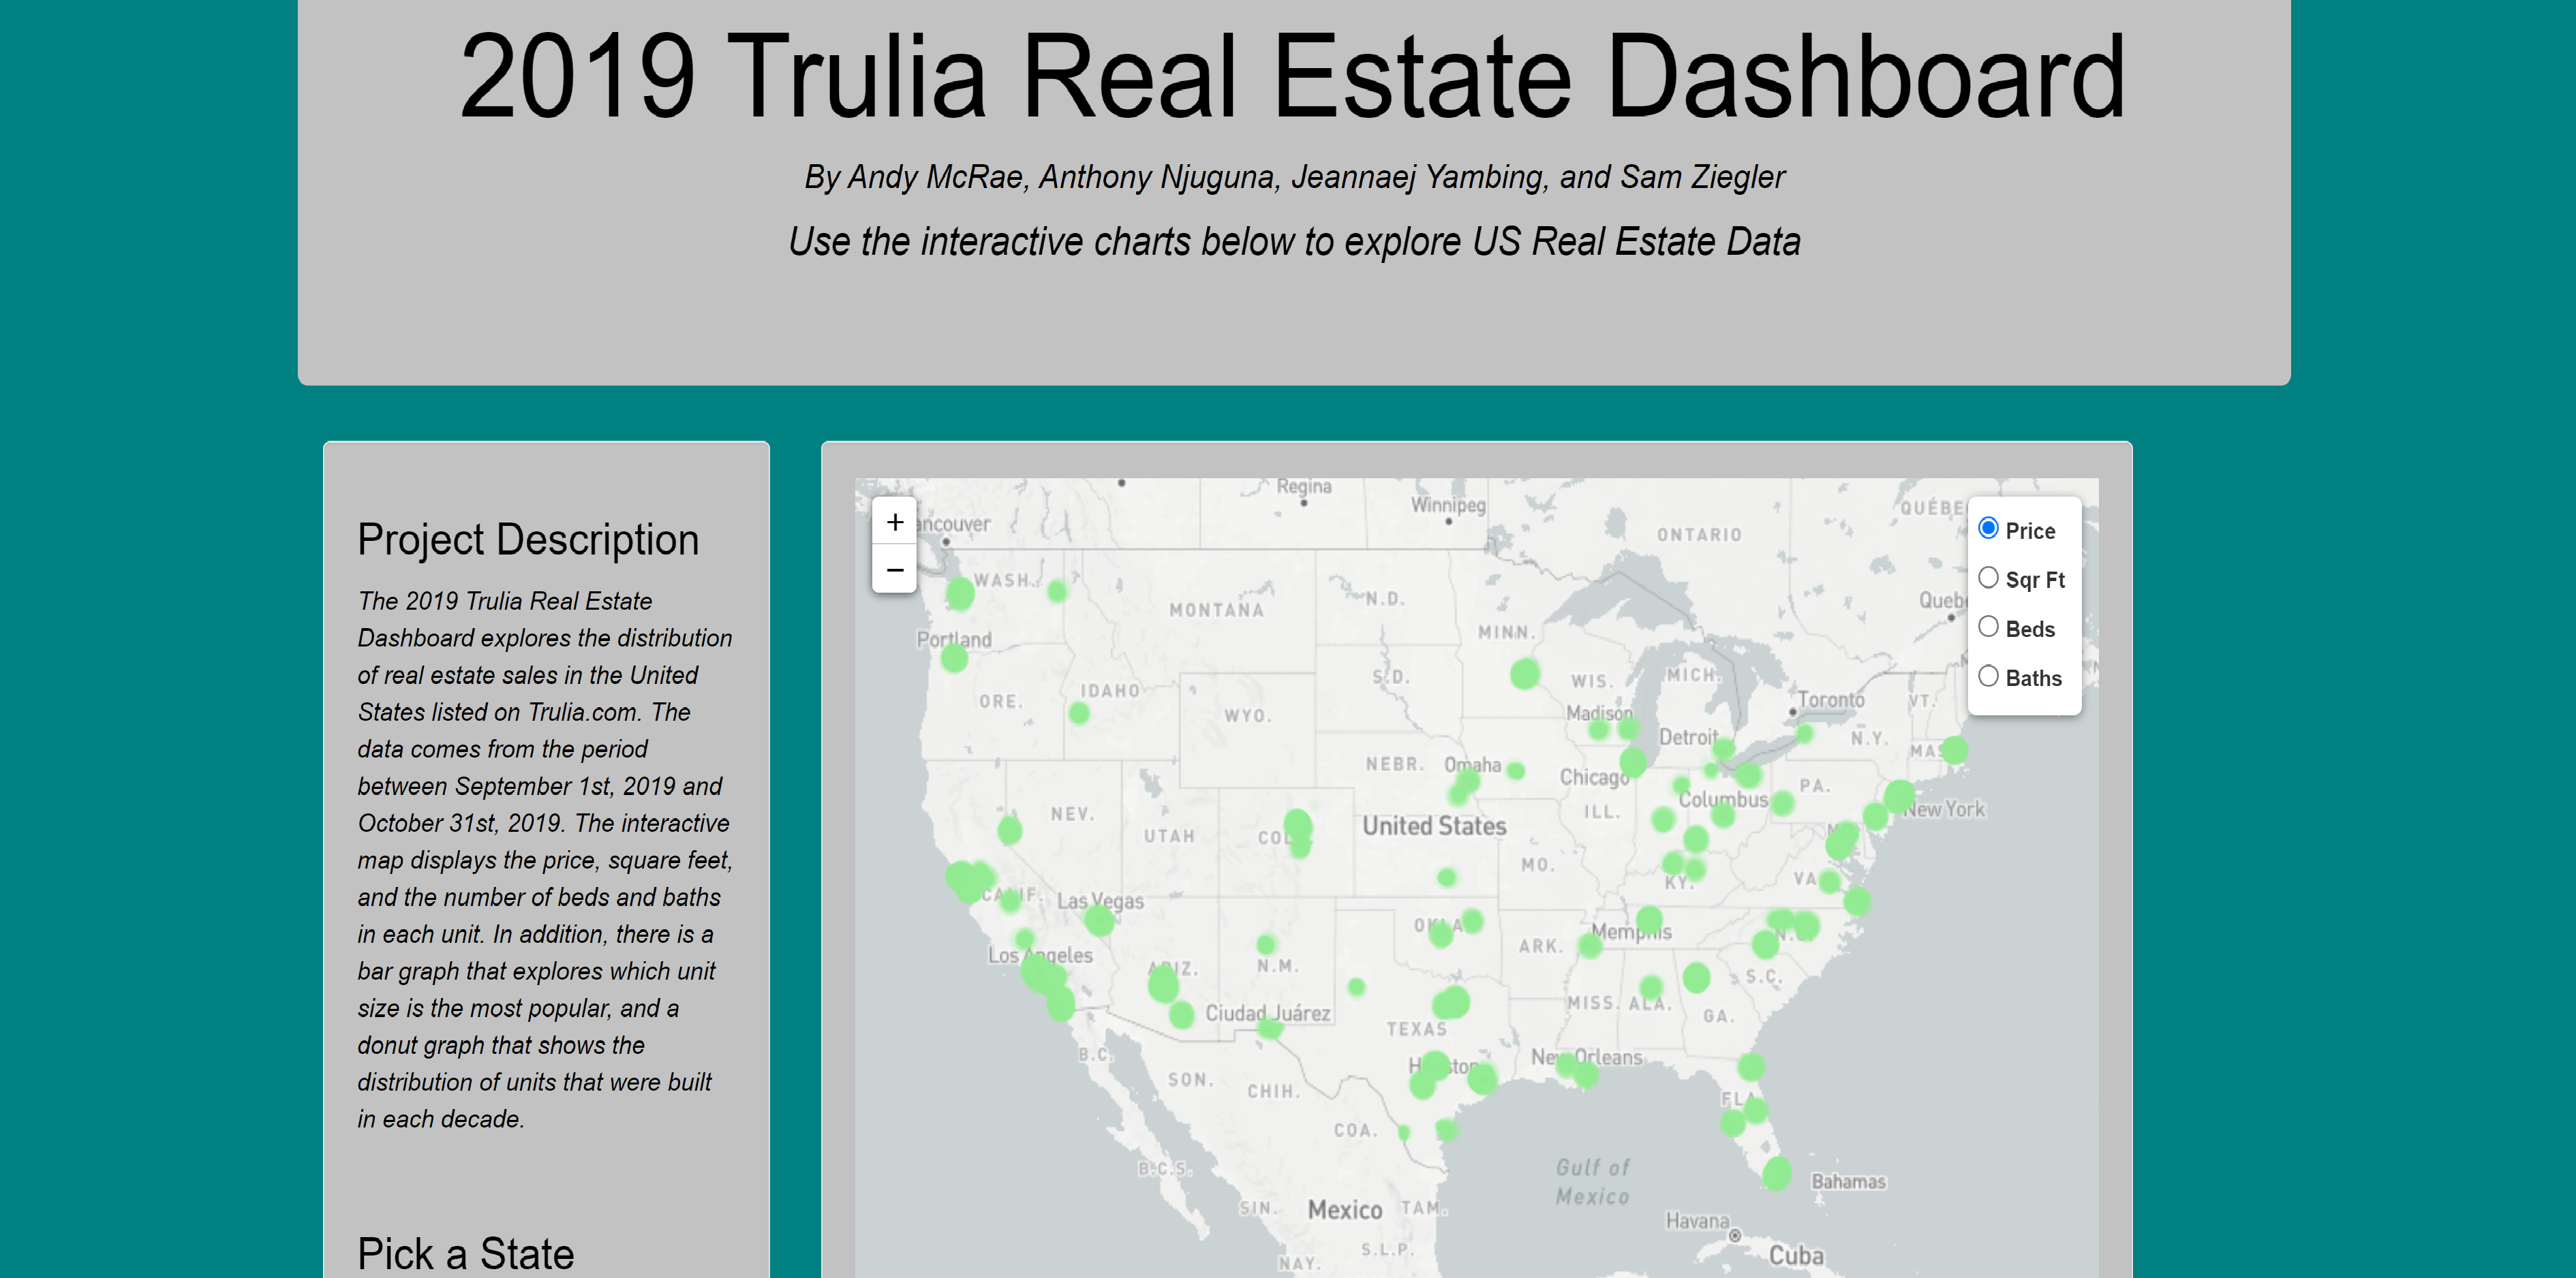 2019 Trulia Real Estate Dashboard
By Andy McRae, Anthony Njuguna, Jeannaej Yambing, and Sam Ziegler
Use the interactive charts below to explore US Real Estate Data
Project Description
The 2019 Trulia Real Estate
Dashboard explores the distribution
of real estate sales in the United
States listed on Trulia.com. The
data comes from the period
between September 1st, 2019 and
October 31st, 2019. The interactive
map displays the price, square feet,
and the number of beds and baths
in each unit. In addition, there is a
bar graph that explores which unit
size is the most popular, and a
donut graph that shows the
distribution of units that were built
in each decade.
Pick a State
+
−
Price
Sqr Ft
Beds
Baths
Regina
Winnipeg
ancouver
ONTARIO
QUÉBE
WASH.
MONTANA
N.D.
Queb
Portland
MINN.
ORE.
IDAHO
S.D.
WIS.
MICH.
Toronto
VT.
WYO.
Madison
Detroit
N.Y.
MAS
NEBR.
Omaha
Chicago
PA.
NEV.
UTAH
COL
United States
ILL.
Columbus
New York
MO.
KY.
VA
CALIF.
Las Vegas
OKLA
ARK.
Memphis
N.C.
Los Angeles
ARIZ.
N.M.
MISS.
ALA.
S.C.
GA.
Ciudad Juárez
TEXAS
B.C.
Houston
New Orleans
SON.
CHIH.
FLA
COA.
B.C.S.
Gulf of
Mexico
Bahamas
SIN.
Mexico
TAM.
Havana
S.L.P.
NAY.
Cuba